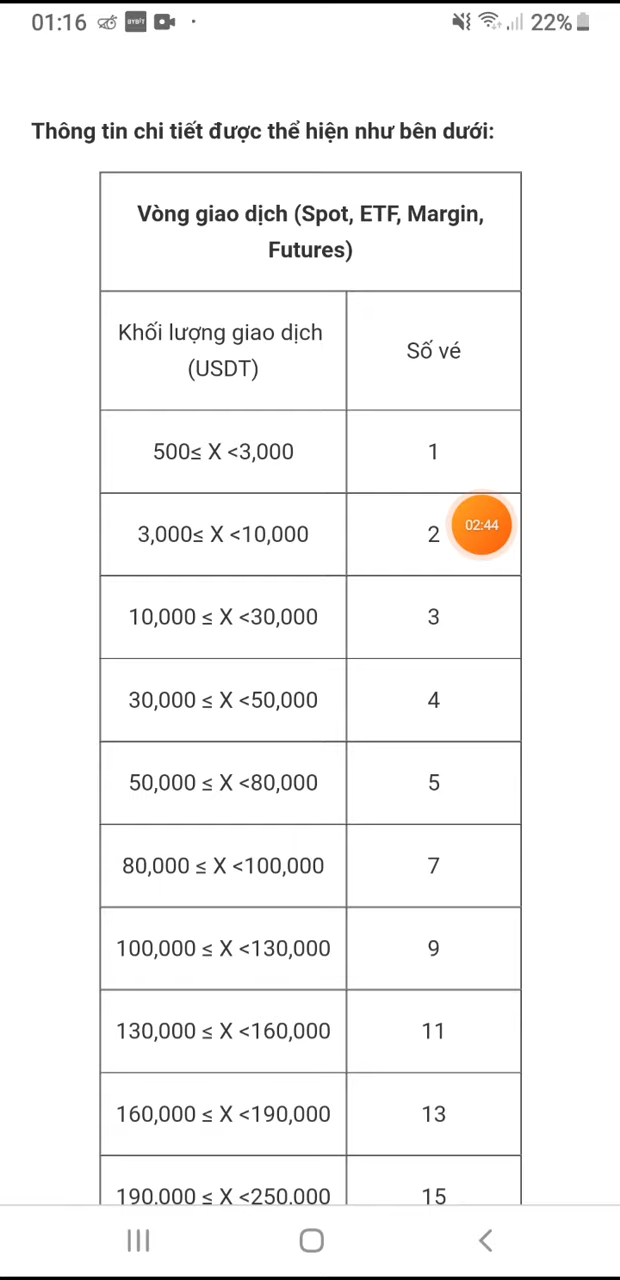 01:16
BYBIT
22%
Thông tin chi tiết được thể hiện như bên dưới:
Vòng giao dịch (Spot, ETF, Margin,
Futures)
Khối lượng giao dịch
(USDT)
Số vé
500≤ X <3,000
1
3,000≤ X <10,000
2
02:44
10,000 ≤ X <30,000
3
30,000 ≤ X <50,000
4
50,000 ≤ X <80,000
5
80,000 ≤ X <100,000
7
100,000 ≤ X <130,000
9
130,000 ≤ X <160,000
11
160,000 ≤ X <190,000
13
190,000 ≤ X <250,000
15